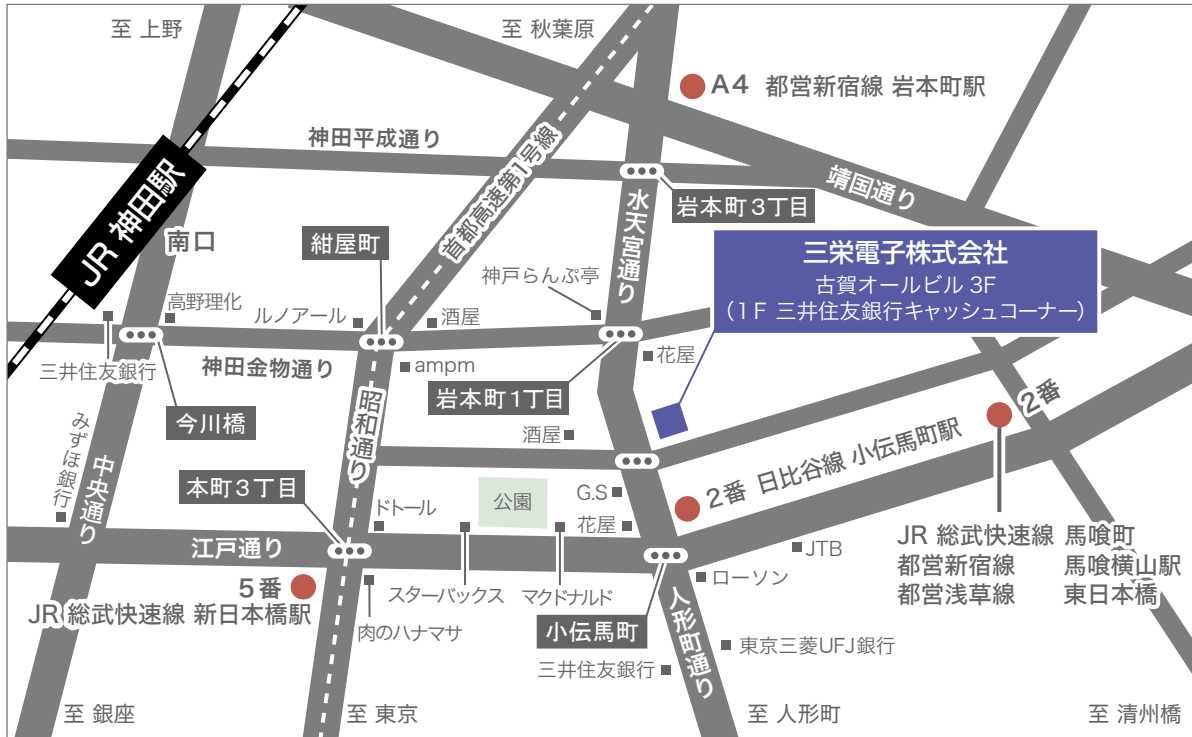 至 上野
至 秋葉原
A4 都営新宿線 岩本町駅
神田平成通り
首都高速第1号線
靖国通り
JR 神田駅
水天宮通り
岩本町3丁目
南口
紺屋町
三栄電子株式会社
古賀オールビル 3F
(1F 三井住友銀行キャッシュコーナー)
神戸らんぷ亭
高野理化
ルノアール
酒屋
花屋
三井住友銀行
神田金物通り
ampm
岩本町1丁目
今川橋
昭和通り
酒屋
2番
みずほ銀行
中央通り
本町3丁目
公園
G.S
2番 日比谷線 小伝馬町駅
ドトール
花屋
江戸通り
JTB
JR 総武快速線 馬喰町
都営新宿線 馬喰横山駅
都営浅草線 東日本橋
5番
JR 総武快速線 新日本橋駅
スターバックス
マクドナルド
ローソン
肉のハナマサ
小伝馬町
人形町通り
東京三菱UFJ銀行
三井住友銀行
至 銀座
至 東京
至 人形町
至 清州橋